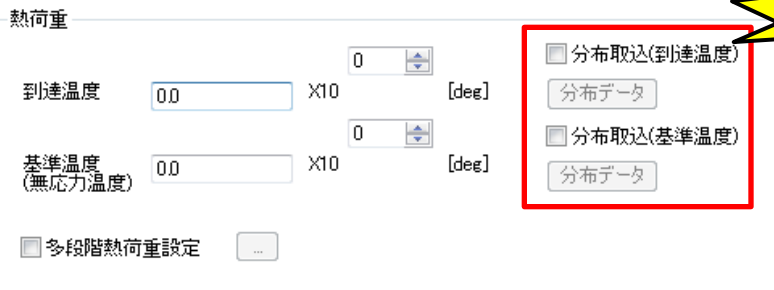 熱荷重
到達温度 0.0 X10 0 [deg]
分布取込(到達温度)
分布データ
基準温度
(無応力温度) 0.0 X10 0 [deg]
分布取込(基準温度)
分布データ
多段階熱荷重設定 ...